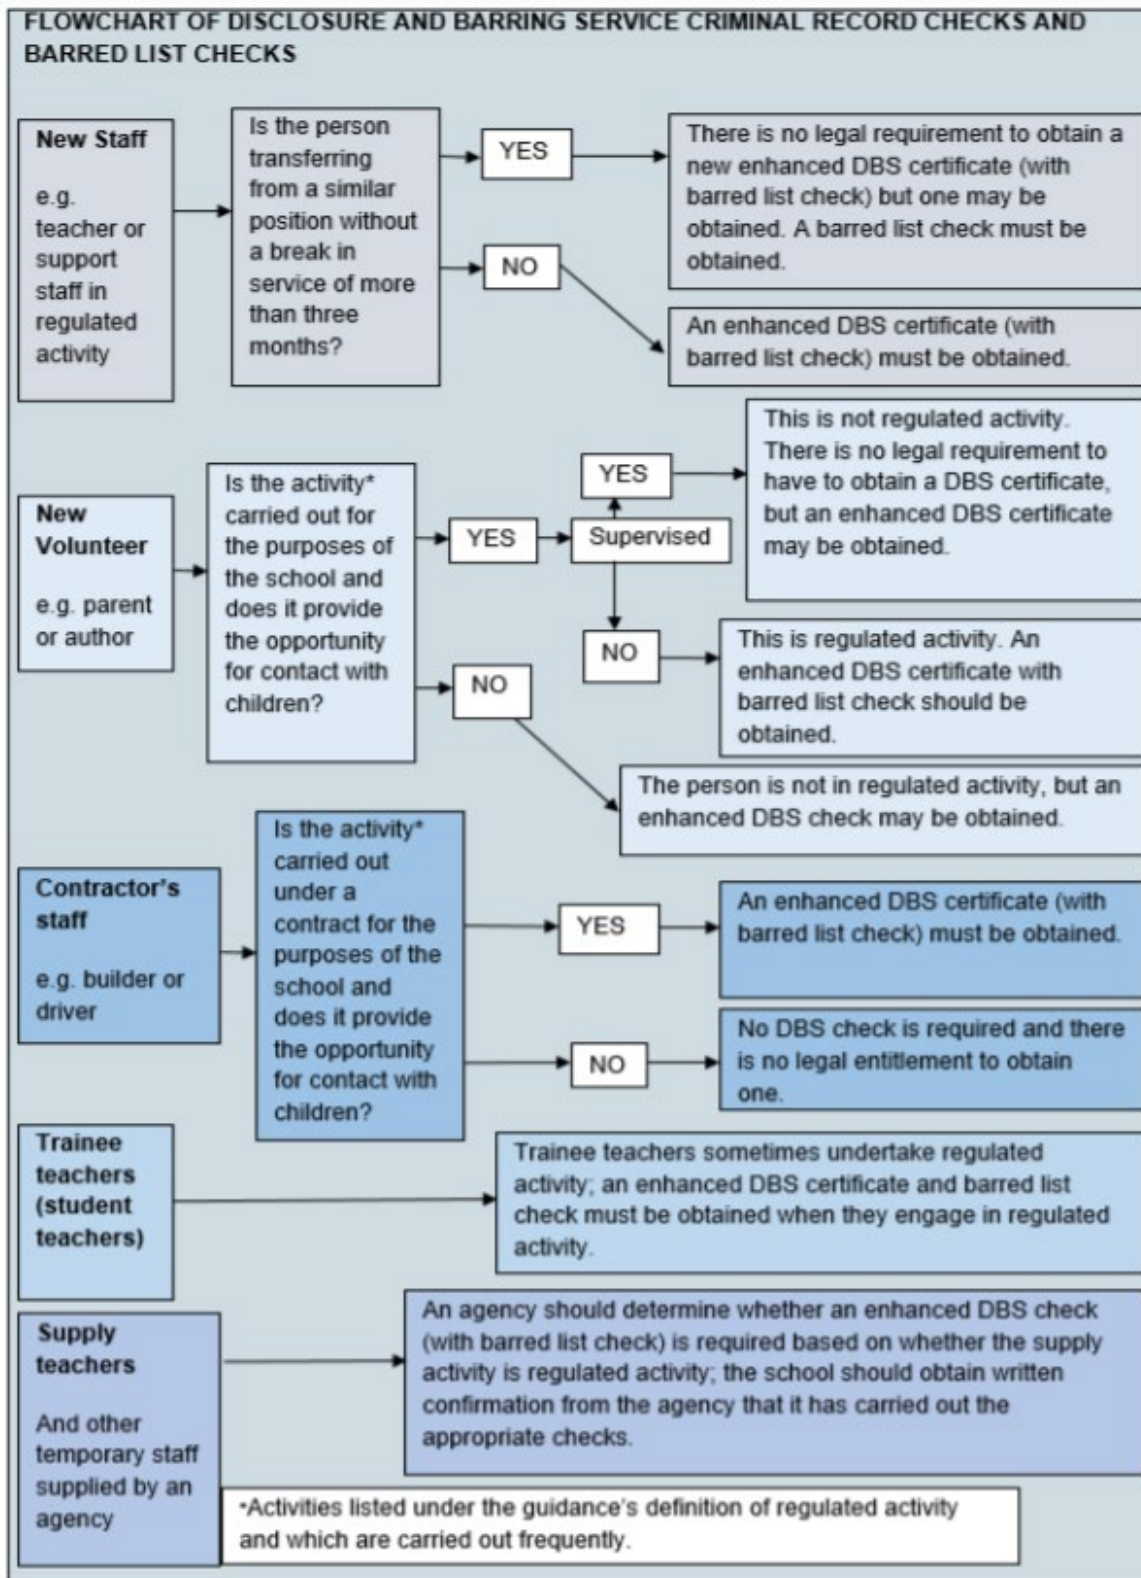 FLOWCHART OF DISCLOSURE AND BARRING SERVICE CRIMINAL RECORD CHECKS AND
BARRED LIST CHECKS
New Staff
e.g.
teacher or
support
staff in
regulated
activity
Is the person
transferring
from a similar
position without
a break in
service of more
than three
months?
YES
There is no legal requirement to obtain a
new enhanced DBS certificate (with
barred list check) but one may be
obtained. A barred list check must be
obtained.
NO
An enhanced DBS certificate (with
barred list check) must be obtained.
New
Volunteer
e.g. parent
or author
Is the activity*
carried out for
the purposes of
the school and
does it provide
the opportunity
for contact with
children?
YES
Supervised
YES
This is not regulated activity.
There is no legal requirement to
have to obtain a DBS certificate,
but an enhanced DBS certificate
may be obtained.
NO
This is regulated activity. An
enhanced DBS certificate with
barred list check should be
obtained.
NO
The person is not in regulated activity, but an
enhanced DBS check may be obtained.
Contractor's
staff
e.g. builder or
driver
Is the activity*
carried out
under a
contract for the
purposes of the
school and
does it provide
the opportunity
for contact with
children?
YES
An enhanced DBS certificate (with
barred list check) must be obtained.
NO
No DBS check is required and there
is no legal entitlement to obtain
one.
Trainee
teachers
(student
teachers)
Trainee teachers sometimes undertake regulated
activity; an enhanced DBS certificate and barred list
check must be obtained when they engage in regulated
activity.
Supply
teachers
And other
temporary staff
supplied by an
agency
An agency should determine whether an enhanced DBS check
(with barred list check) is required based on whether the supply
activity is regulated activity; the school should obtain written
confirmation from the agency that it has carried out the
appropriate checks.
*Activities listed under the guidance's definition of regulated activity
and which are carried out frequently.